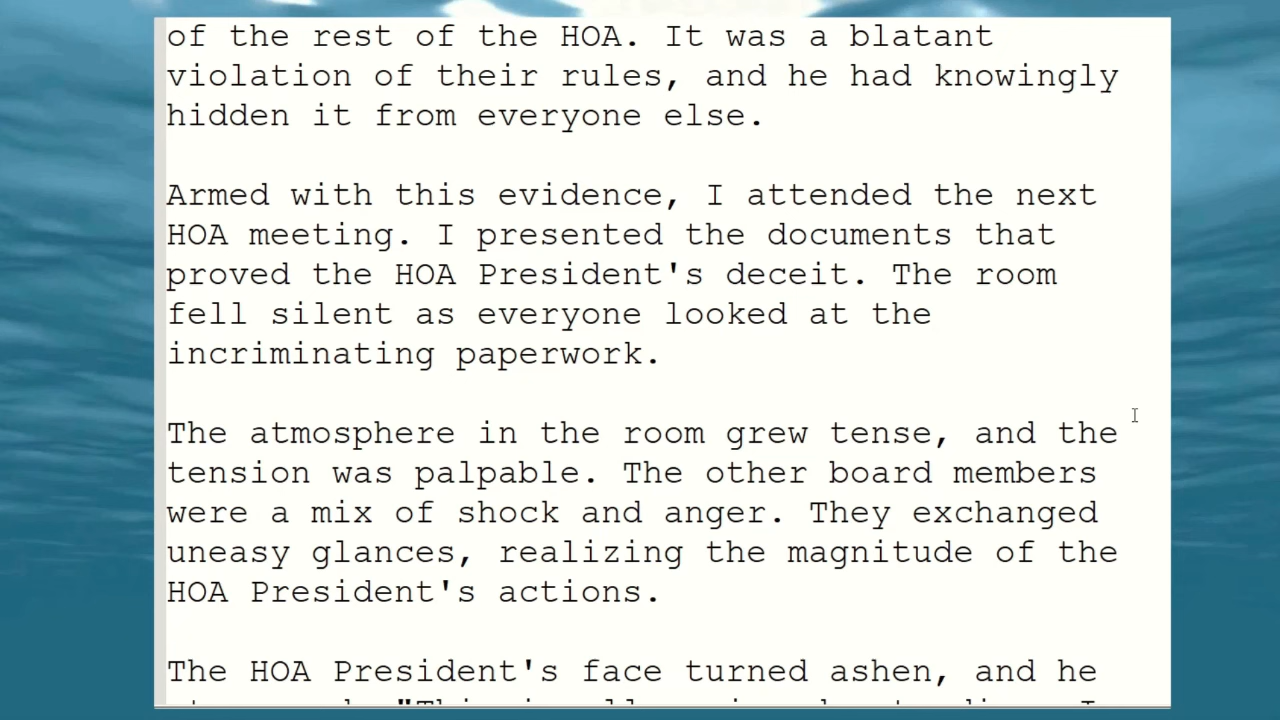 of the rest of the HOA. It was a blatant
violation of their rules, and he had knowingly
hidden it from everyone else.
Armed with this evidence, I attended the next
HOA meeting. I presented the documents that
proved the HOA President's deceit. The room
fell silent as everyone looked at the
incriminating paperwork.
The atmosphere in the room grew tense, and the
tension was palpable. The other board members
were a mix of shock and anger. They exchanged
uneasy glances, realizing the magnitude of the
HOA President's actions.
The HOA President's face turned ashen, and he